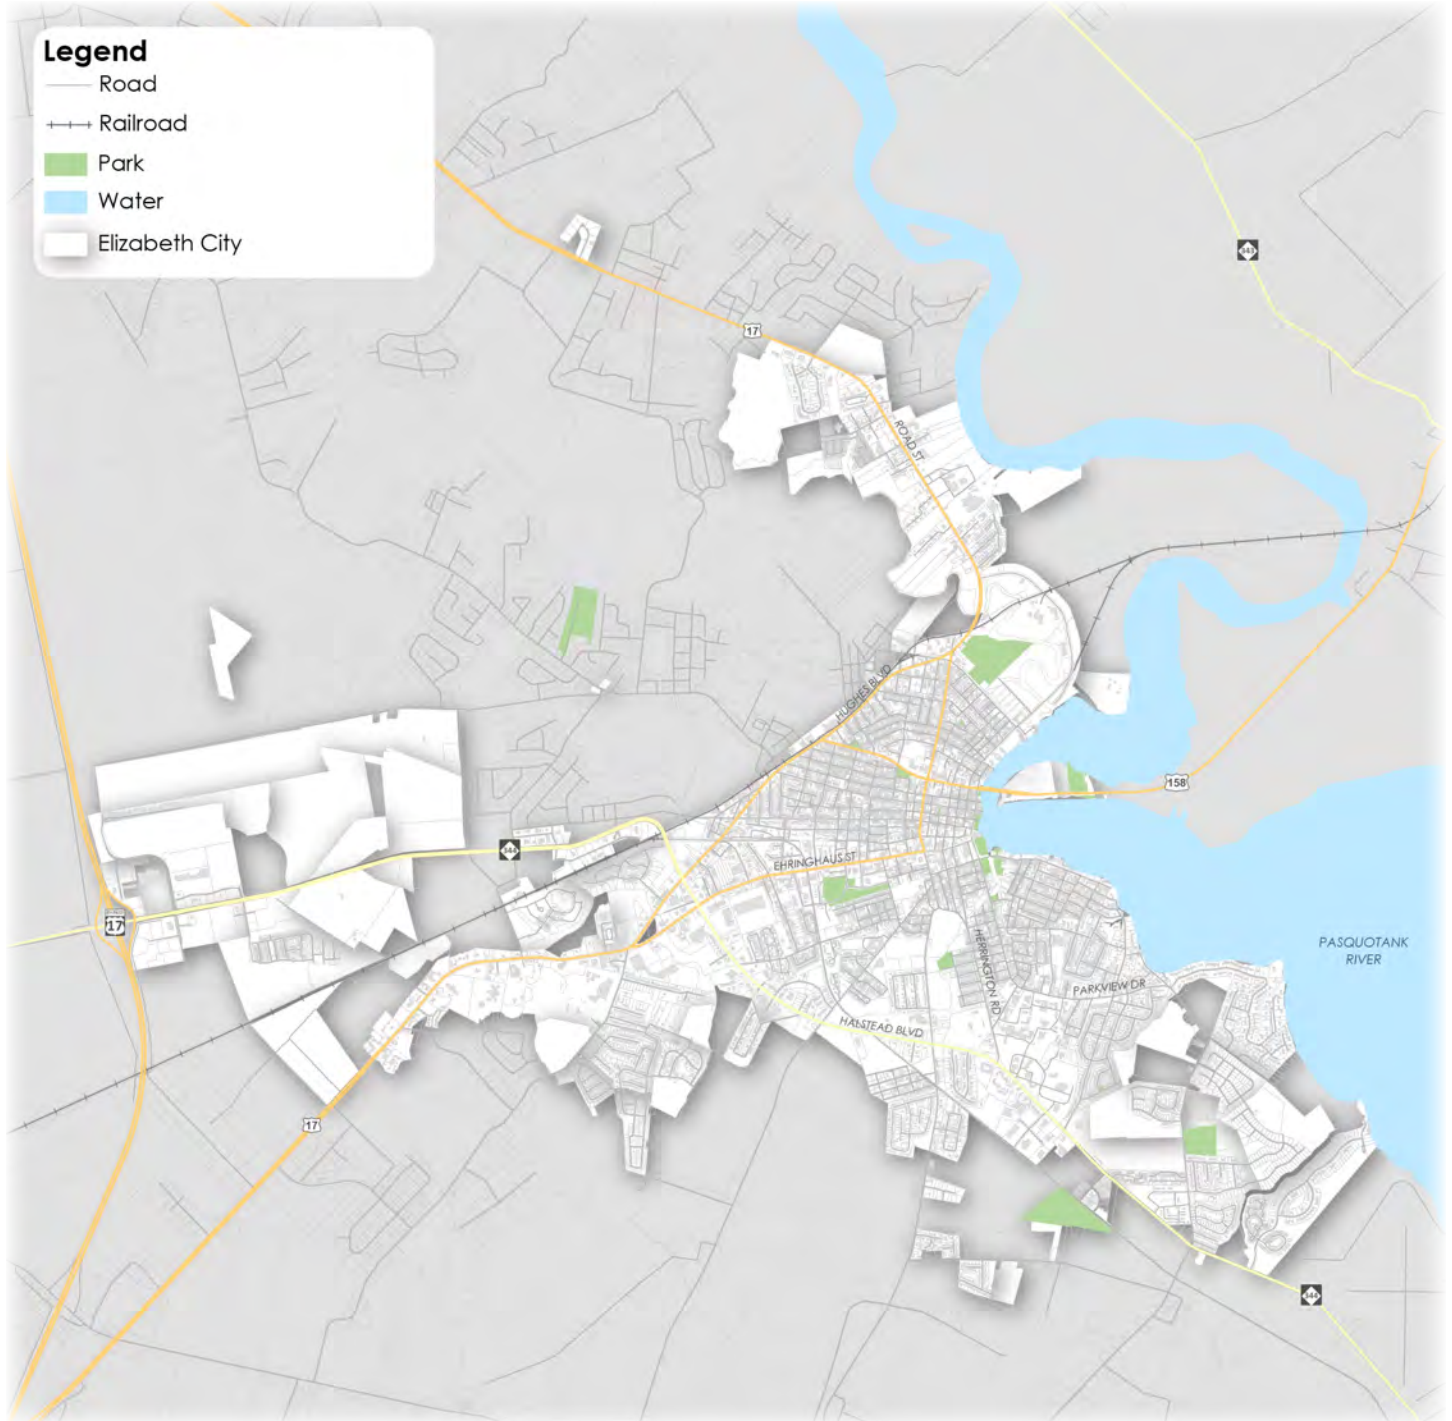 Legend
Road
Railroad
Park
Water
Elizabeth City
343
17
ROAD ST
HUGHES BLVD
158
344
EHRINGHAUS ST
17
HERRINGTON RD
PASQUOTANK
RIVER
PARKVIEW DR
HALSTEAD BLVD
17
344